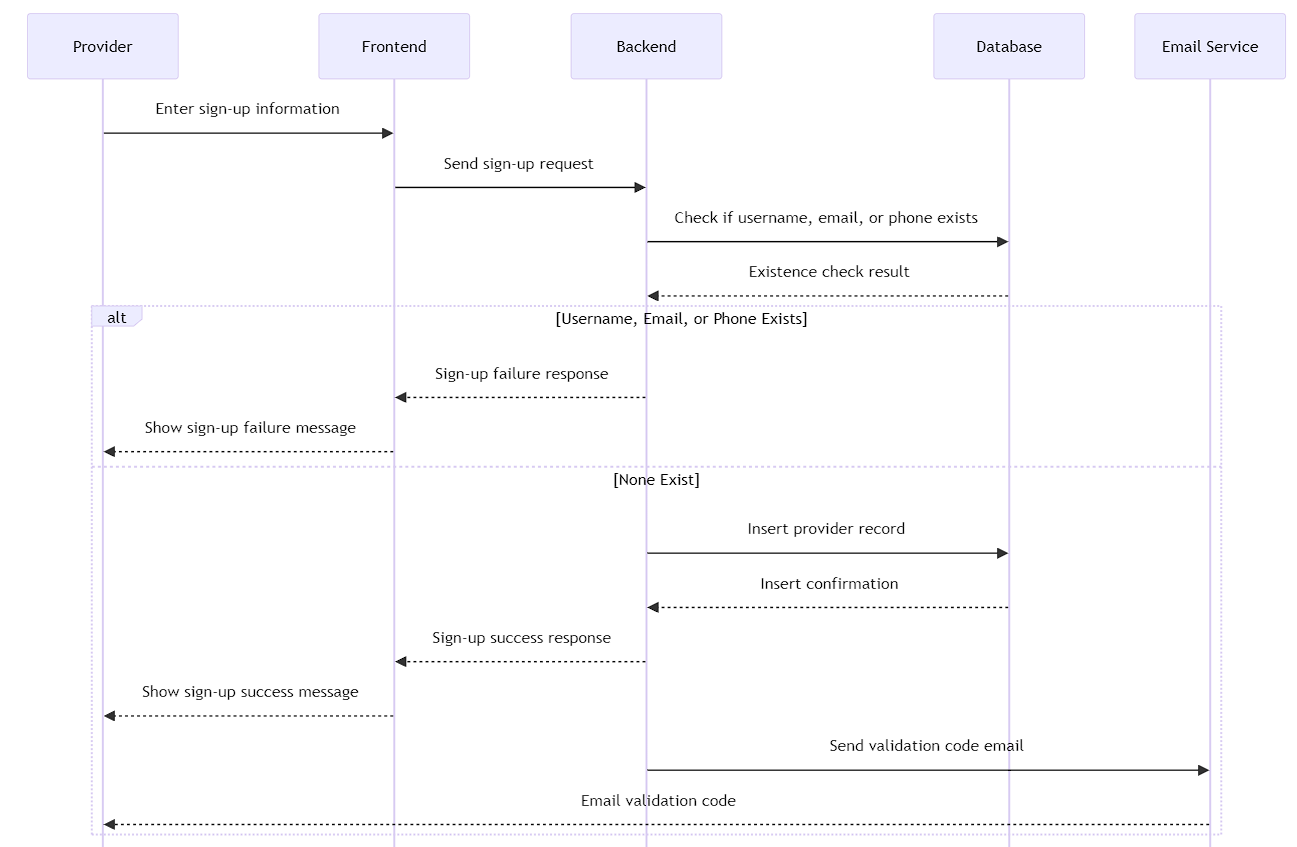 Provider
Frontend
Backend
Database
Email Service
Enter sign-up information
Send sign-up request
Check if username, email, or phone exists
Existence check result
alt
[Username, Email, or Phone Exists]
Sign-up failure response
Show sign-up failure message
[None Exist]
Insert provider record
Insert confirmation
Sign-up success response
Show sign-up success message
Send validation code email
Email validation code